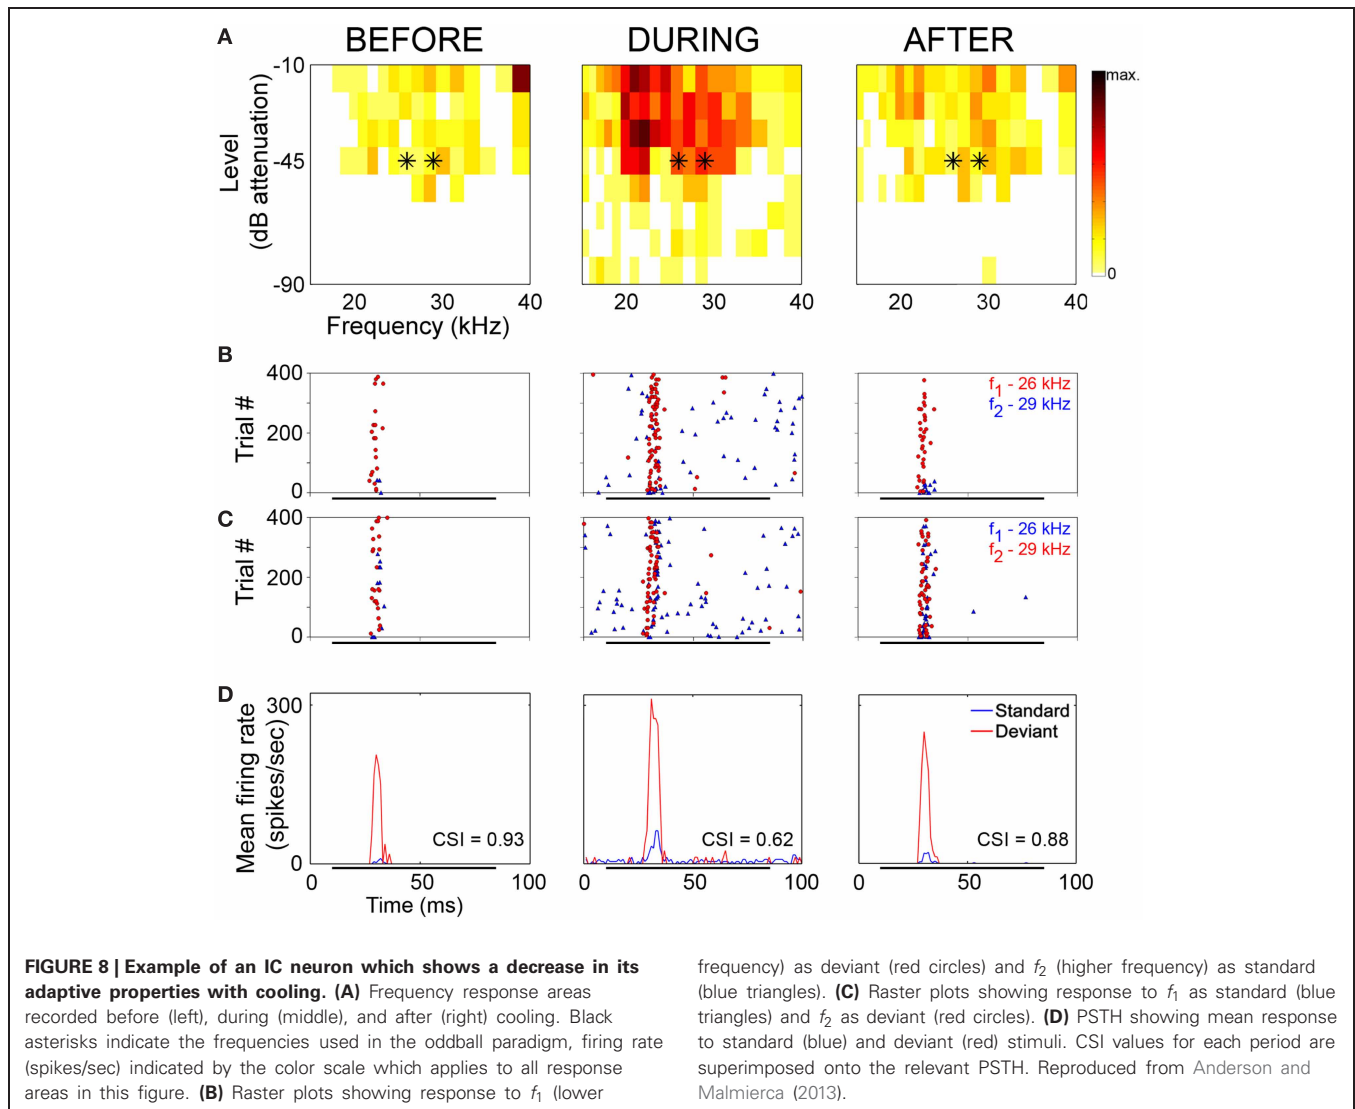 A
BEFORE
DURING
AFTER
-10
-45
-90
Level
(dB attenuation)
20
30
40
20
30
40
20
30
40
Frequency (kHz)
max.
0
B
400
200
0
Trial #
f1 - 26 kHz
f2 - 29 kHz
C
400
200
0
Trial #
f1 - 26 kHz
f2 - 29 kHz
D
300
0
Mean firing rate
(spikes/sec)
CSI = 0.93
CSI = 0.62
Standard
Deviant
CSI = 0.88
0
50
100
0
50
100
0
50
100
Time (ms)
FIGURE 8 | Example of an IC neuron which shows a decrease in its
adaptive properties with cooling. (A) Frequency response areas
recorded before (left), during (middle), and after (right) cooling. Black
asterisks indicate the frequencies used in the oddball paradigm, firing rate
(spikes/sec) indicated by the color scale which applies to all response
areas in this figure. (B) Raster plots showing response to f1 (lower
frequency) as deviant (red circles) and f2 (higher frequency) as standard
(blue triangles). (C) Raster plots showing response to f1 as standard (blue
triangles) and f2 as deviant (red circles). (D) PSTH showing mean response
to standard (blue) and deviant (red) stimuli. CSI values for each period are
superimposed onto the relevant PSTH. Reproduced from Anderson and
Malmierca (2013).